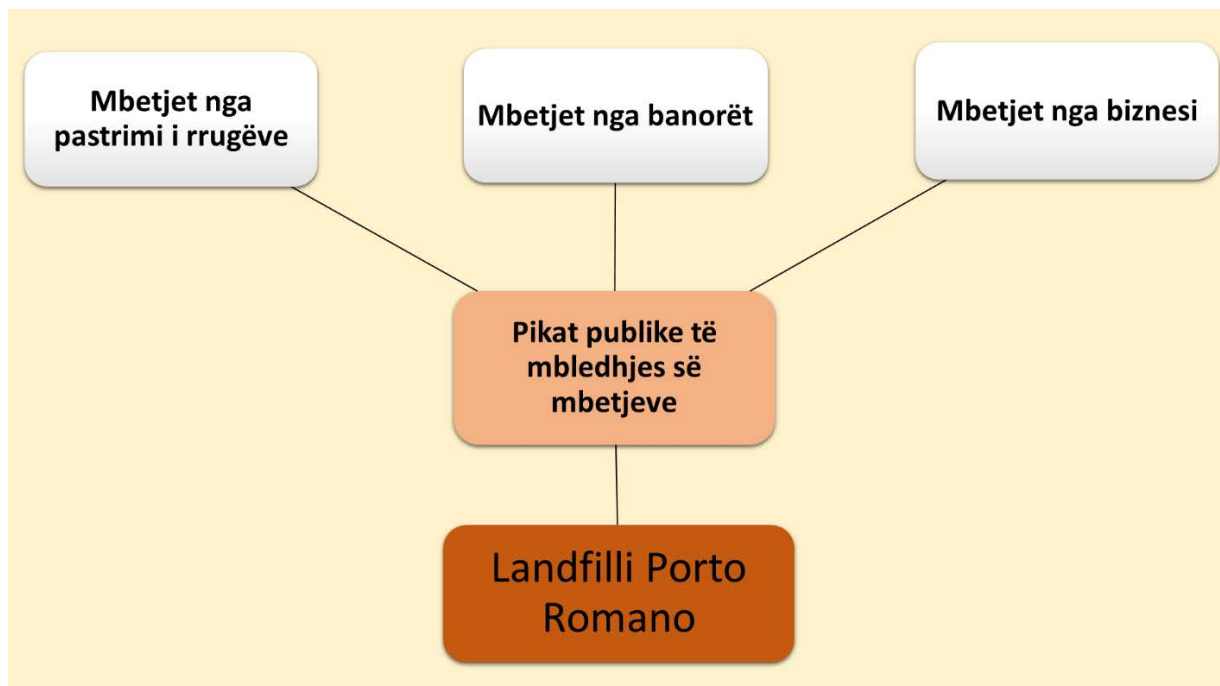 Mbetjet nga
pastrimi i rrugëve
Mbetjet nga banorët
Mbetjet nga biznesi
Pikat publike të
mbledhjes së
mbetjeve
Landfilli Porto
Romano